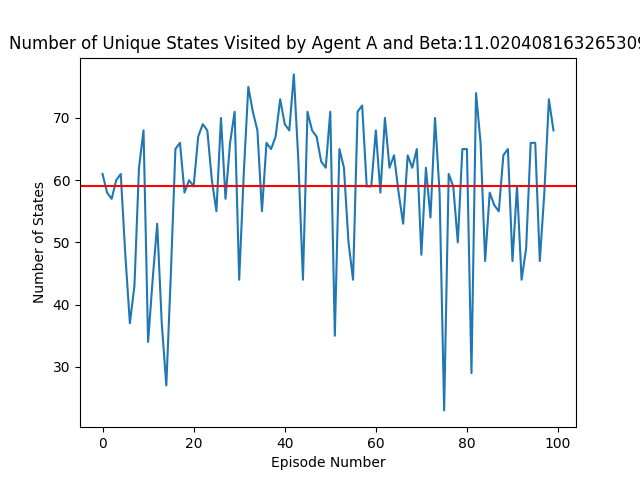 Number of Unique States Visited by Agent A and Beta:11.020408163265309
70
60
50
40
30
Number of States
0 20 40 60 80 100
Episode Number